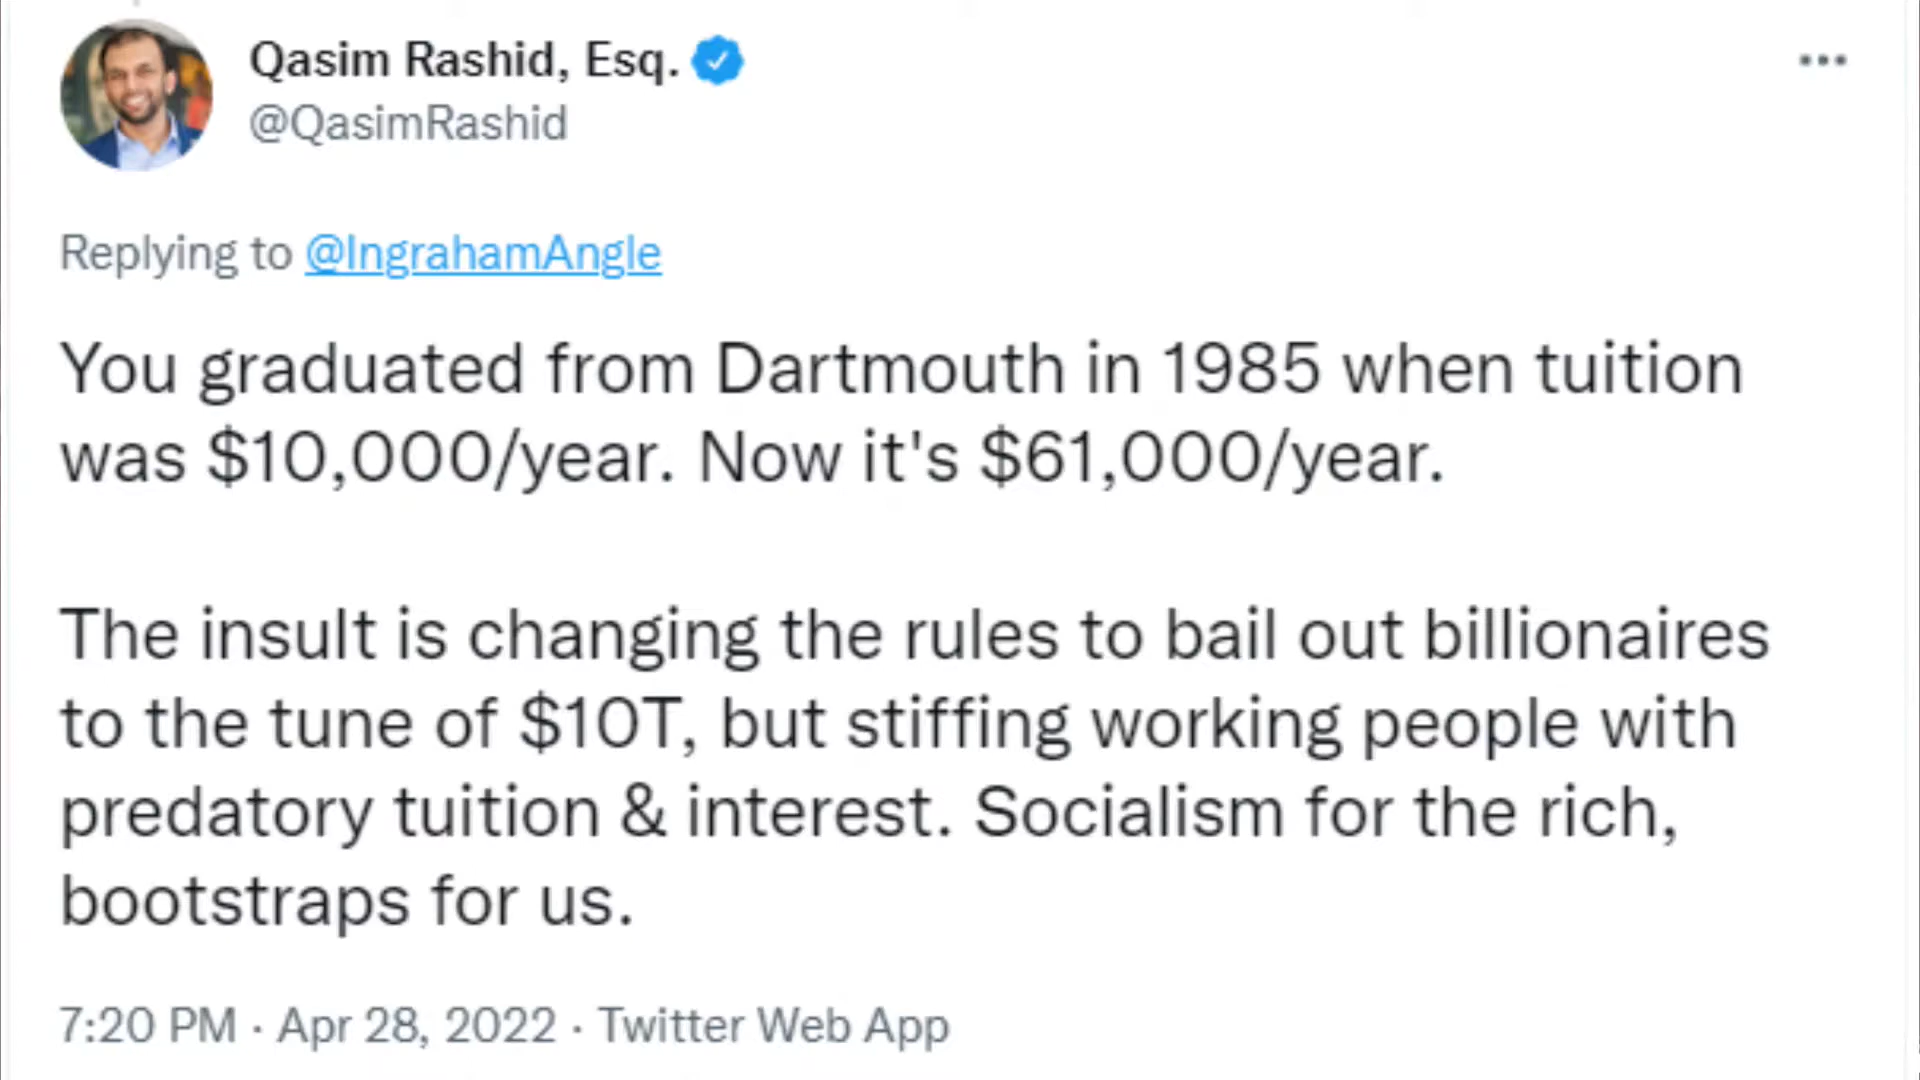 Qasim Rashid, Esq.
@QasimRashid
Replying to @IngrahamAngle
You graduated from Dartmouth in 1985 when tuition
was $10,000/year. Now it's $61,000/year.
The insult is changing the rules to bail out billionaires
to the tune of $10T, but stiffing working people with
predatory tuition & interest. Socialism for the rich,
bootstraps for us.
7:20 PM · Apr 28, 2022 · Twitter Web App